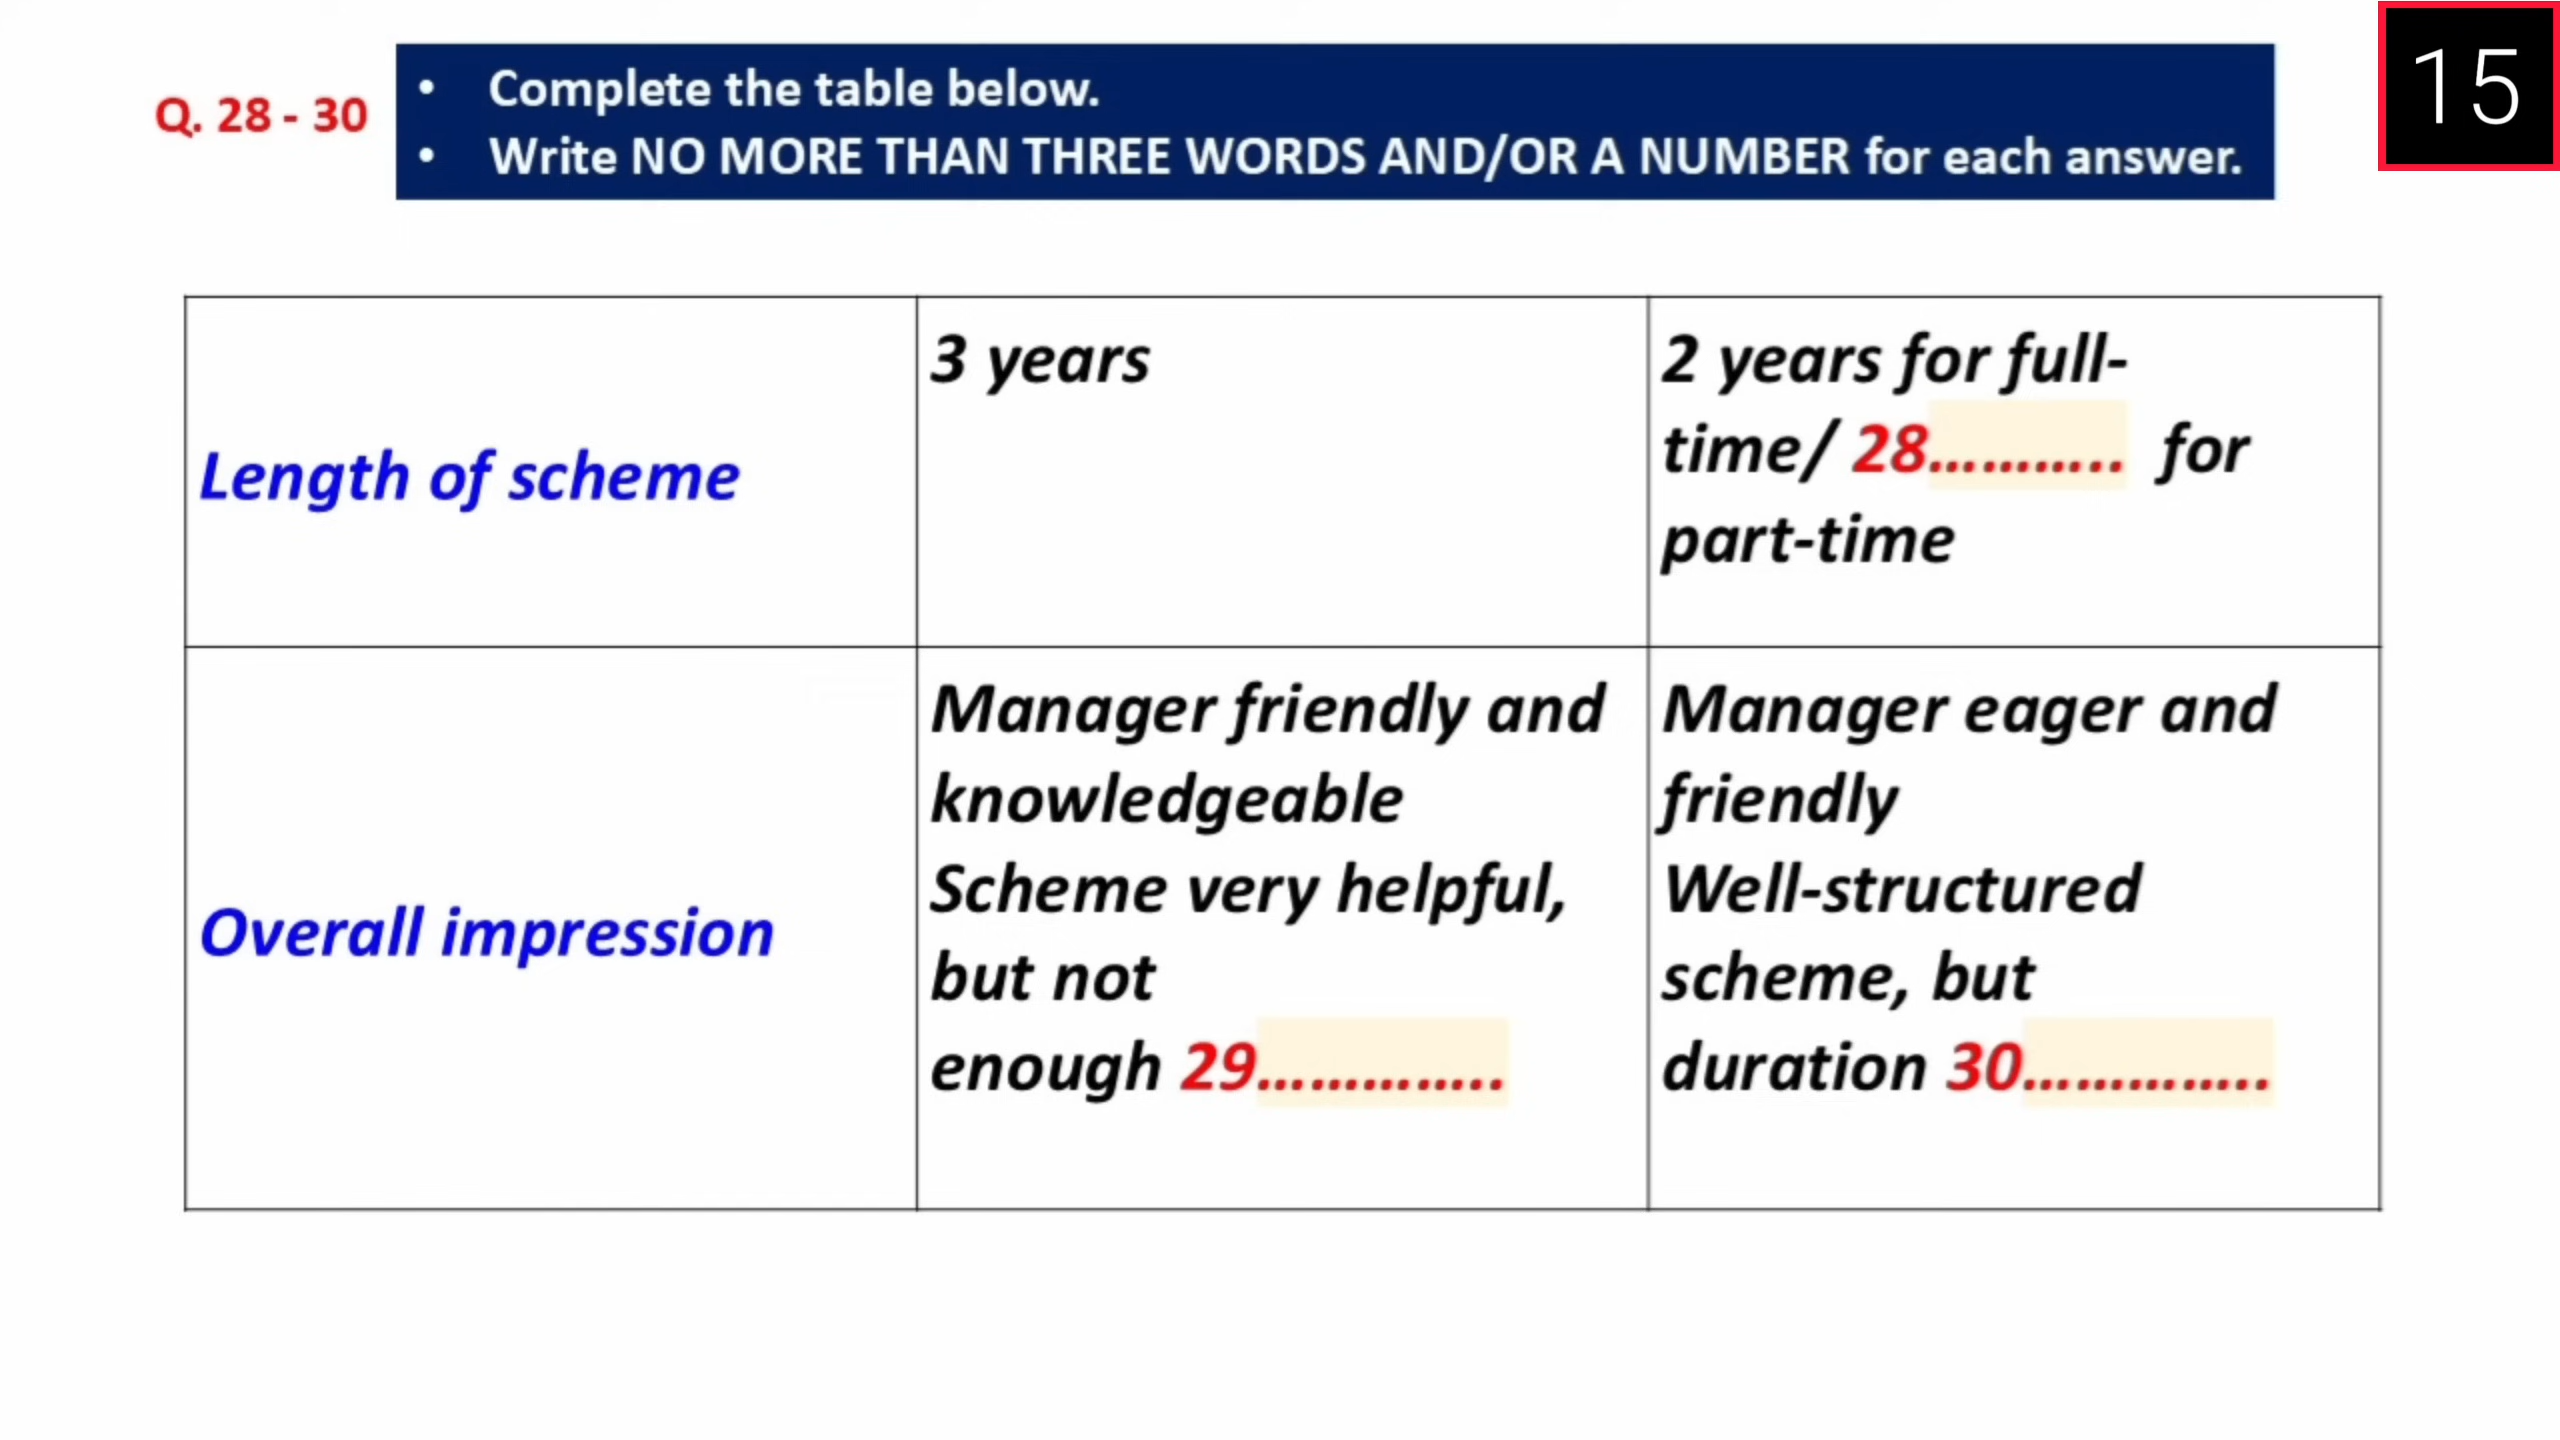 Q. 28 - 30
• Complete the table below.
• Write NO MORE THAN THREE WORDS AND/OR A NUMBER for each answer.
15
Length of scheme
3 years
2 years for full-
time/ 28……….. for
part-time
Overall impression
Manager friendly and
knowledgeable
Scheme very helpful,
but not
enough 29…………..
Manager eager and
friendly
Well-structured
scheme, but
duration 30…………..